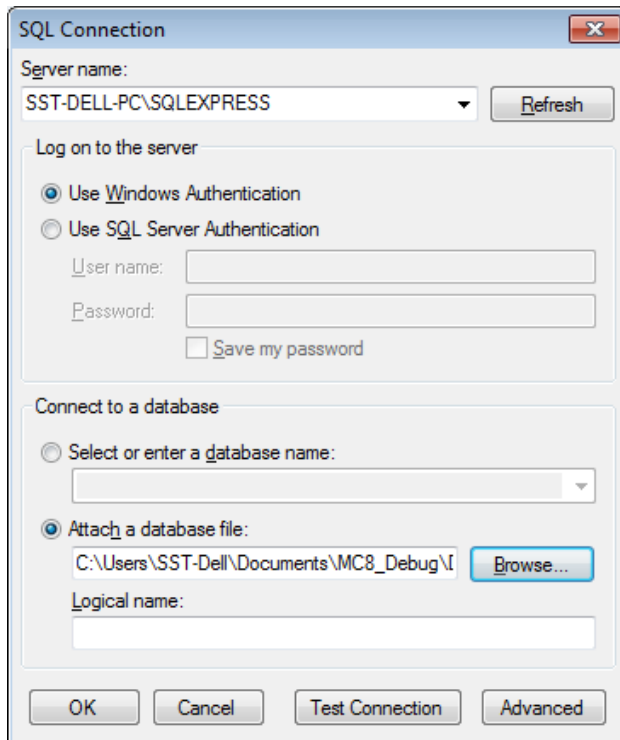 SQL Connection
Server name:
SST-DELL-PC\SQLEXPRESS
Refresh
Log on to the server
Use Windows Authentication
Use SQL Server Authentication
User name:
Password:
Save my password
Connect to a database
Select or enter a database name:
Attach a database file:
C:\Users\SST-Dell\Documents\MC8_Debug\
Browse...
Logical name:
OK Cancel Test Connection Advanced